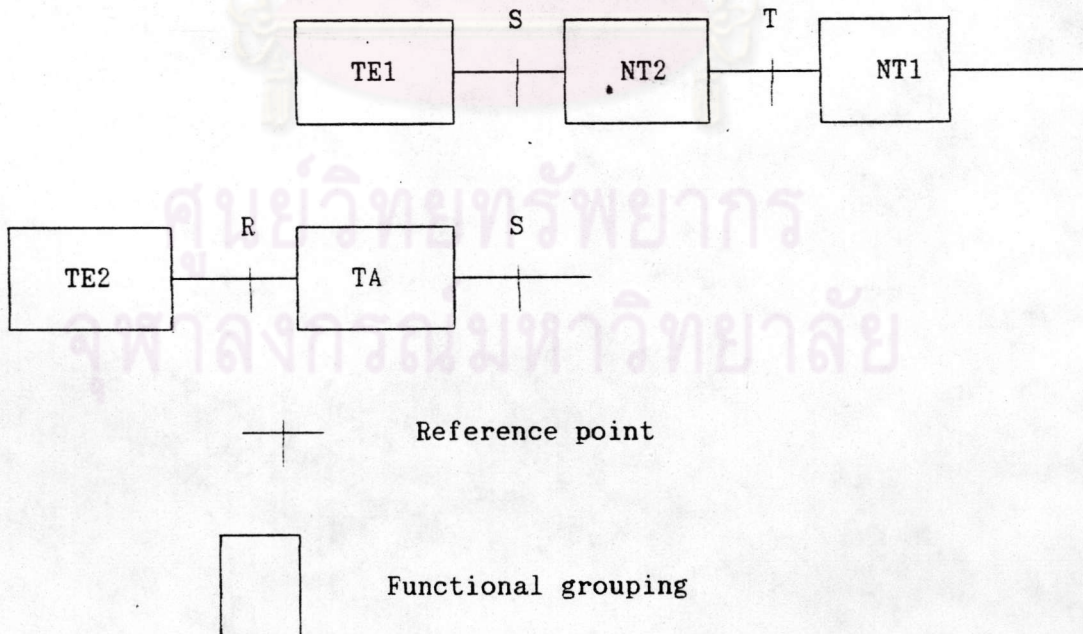 S T
TE1 NT2 NT1
ศูนย์วิทยทรัพยากร
R S
TE2 TA
จุฬาลงกรณ์มหาวิทยาลัย
Reference point
Functional grouping